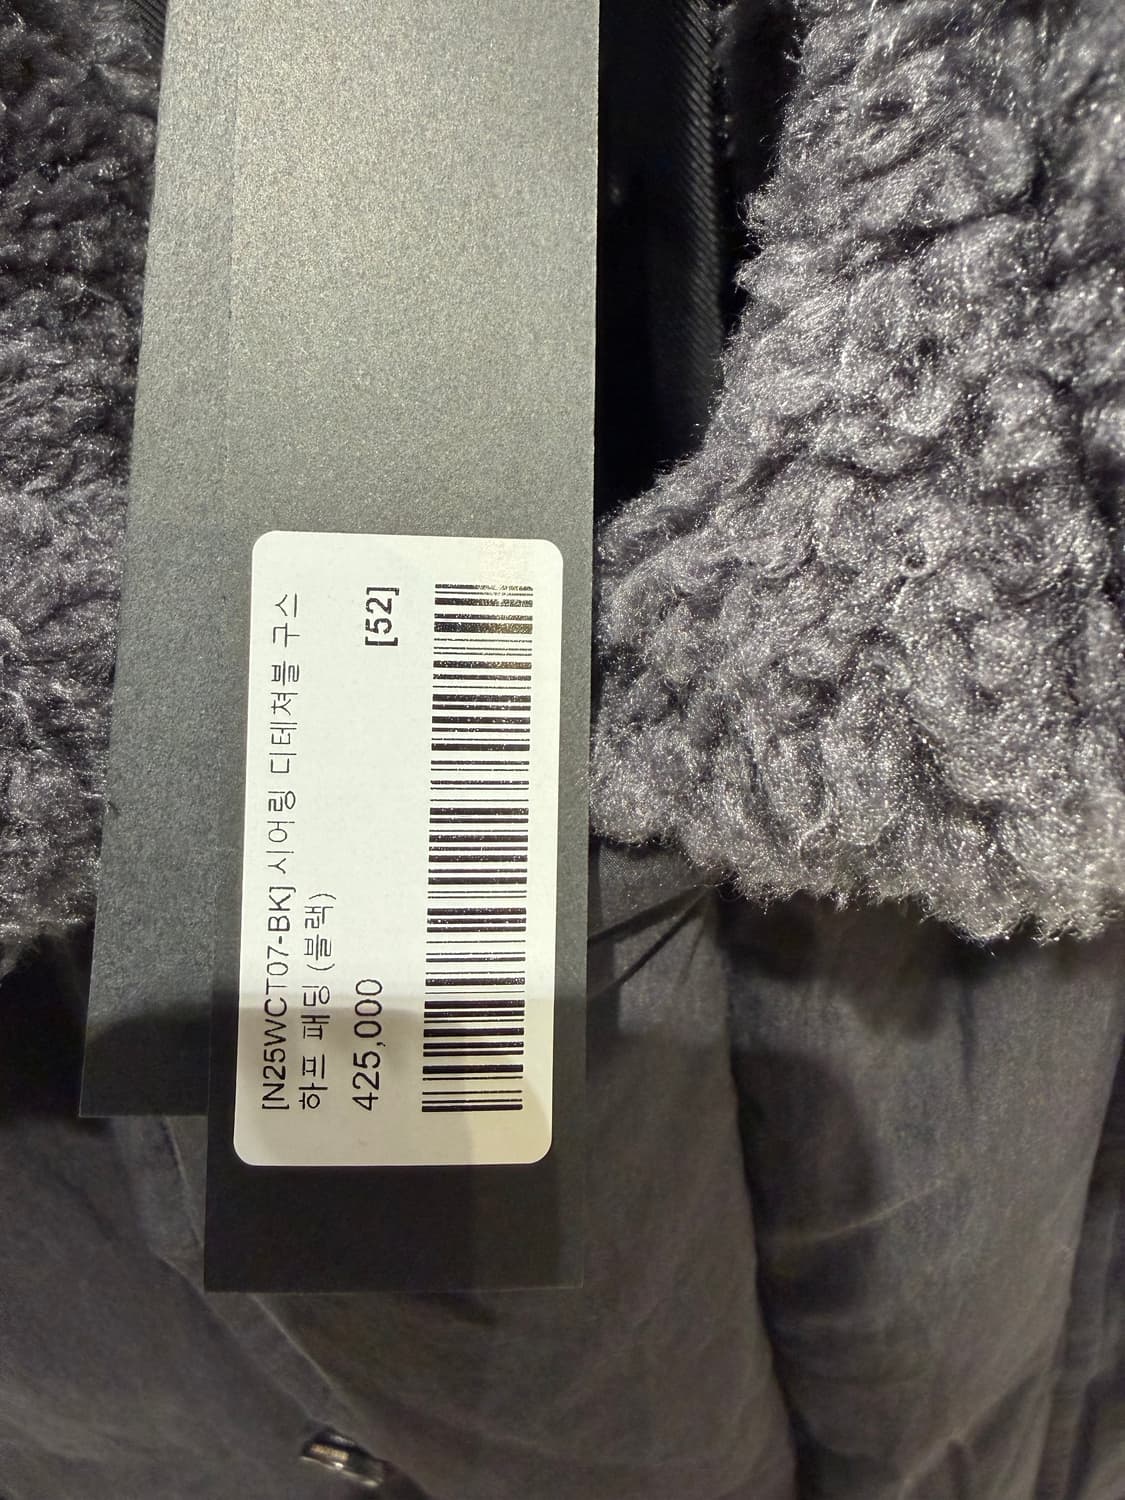 [N25WCT07-BK] 시어링 디테쳐블 구스
하프 패딩 (블랙)
425,000
[52]